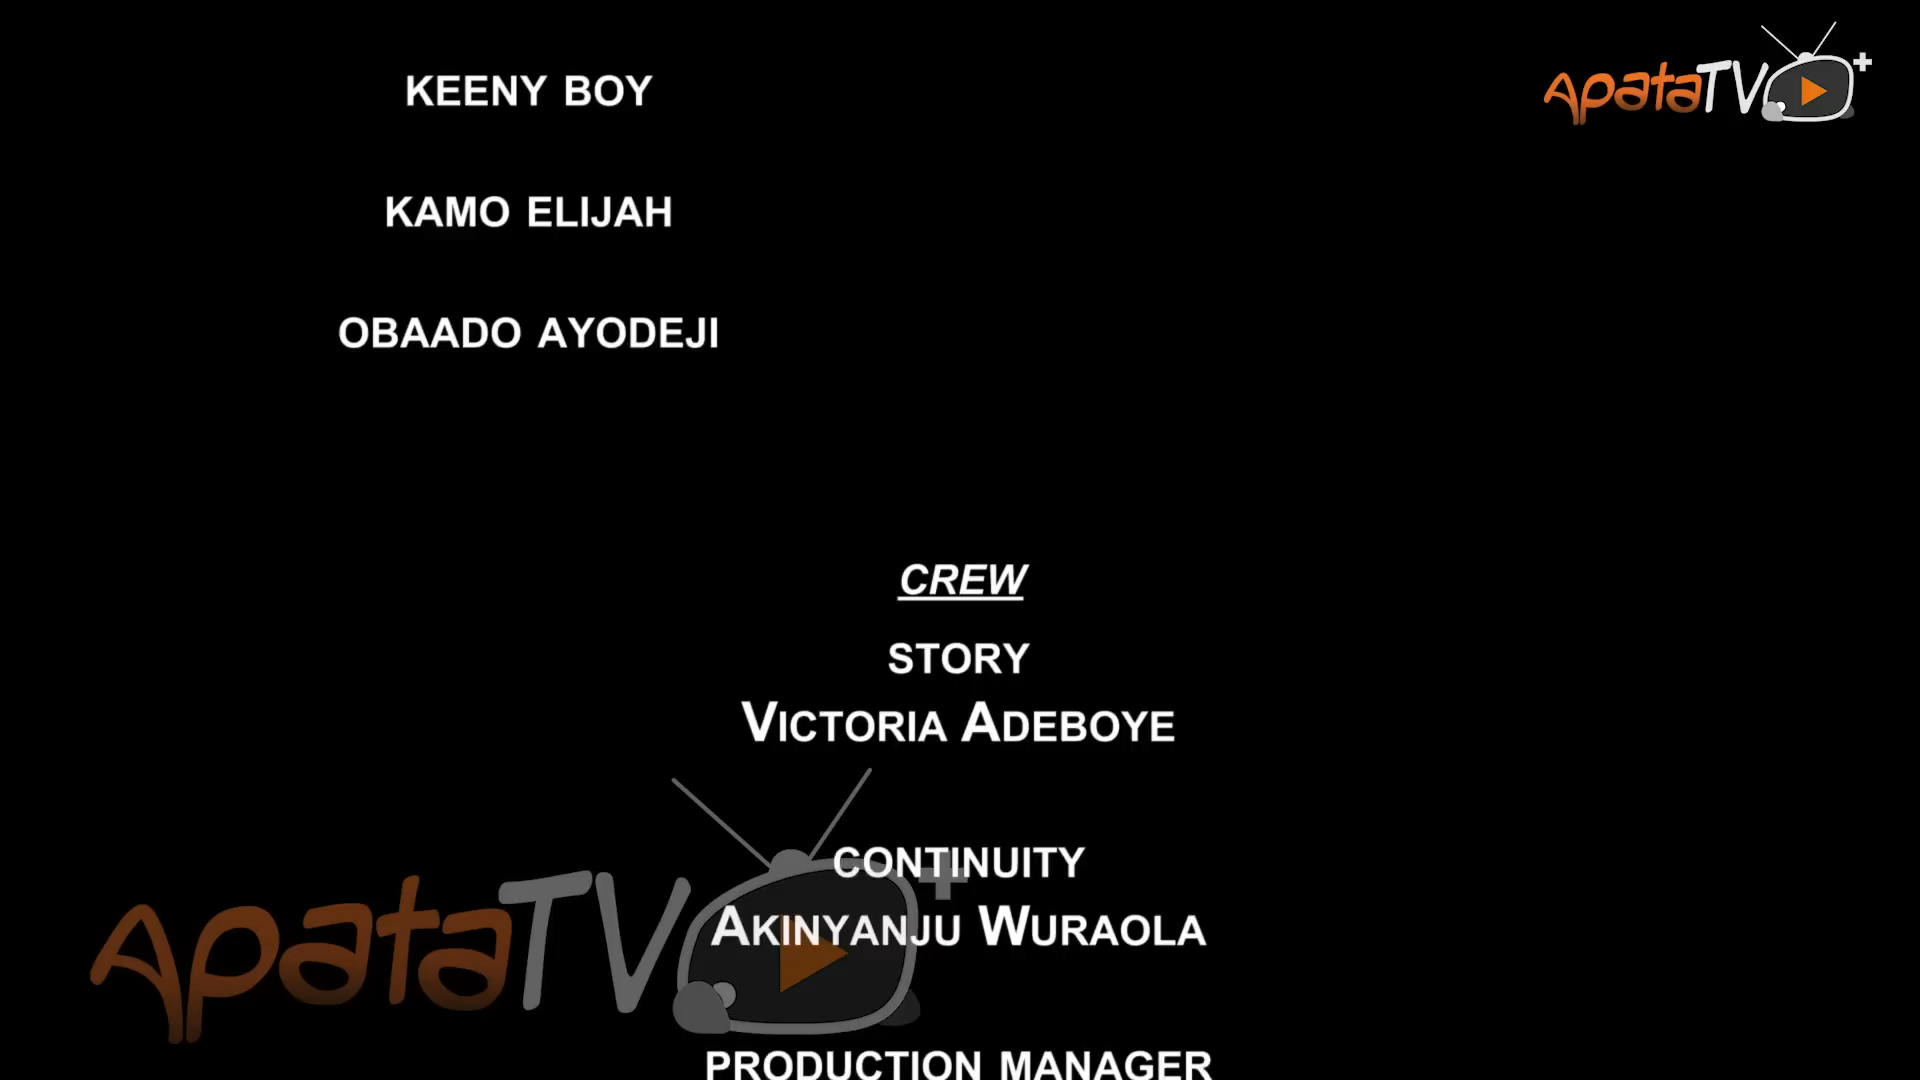 KEENY BOY
ApataTV+
KAMO ELIJAH
OBAADO AYODEJI
CREW
STORY
VICTORIA ADEBOYE
CONTINUITY
AKINYANJU WURAOLA
ApataTV+
PRODUCTION MANAGER